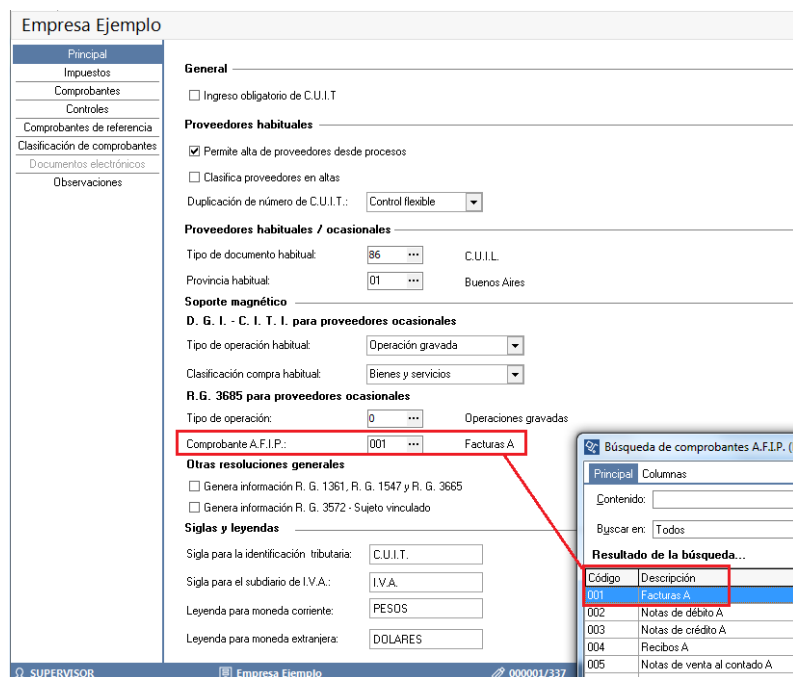 Empresa Ejemplo
Principal
Impuestos
Comprobantes
Controles
Comprobantes de referencia
Clasificación de comprobantes
Documentos electrónicos
Observaciones
General
Ingreso obligatorio de C.U.I.T
Proveedores habituales
Permite alta de proveedores desde procesos
Clasifica proveedores en altas
Duplicación de número de C.U.I.T.: Control flexible
Proveedores habituales / ocasionales
Tipo de documento habitual: 86 ... C.U.I.L.
Provincia habitual: 01 ... Buenos Aires
Soporte magnético
D. G. I. - C. I. T. I. para proveedores ocasionales
Tipo de operación habitual: Operación gravada
Clasificación compra habitual: Bienes y servicios
R.G. 3685 para proveedores ocasionales
Tipo de operación: 0 ... Operaciones gravadas
Comprobante A.F.I.P.: 001 ... Facturas A
Otras resoluciones generales
Genera información R. G. 1361, R. G. 1547 y R. G. 3665
Genera información R. G. 3572 - Sujeto vinculado
Siglas y leyendas
Sigla para la identificación tributaria: C.U.I.T.
Sigla para el subdiario de I.V.A.: I.V.A.
Leyenda para moneda corriente: PESOS
Leyenda para moneda extranjera: DOLARES
SUPERVISOR Empresa Ejemplo 000001/337
Búsqueda de comprobantes A.F.I.P. (
Principal Columnas
Contenido:
Buscar en: Todos
Resultado de la búsqueda...
Código Descripción
001 Facturas A
002 Notas de débito A
003 Notas de crédito A
004 Recibos A
005 Notas de venta al contado A